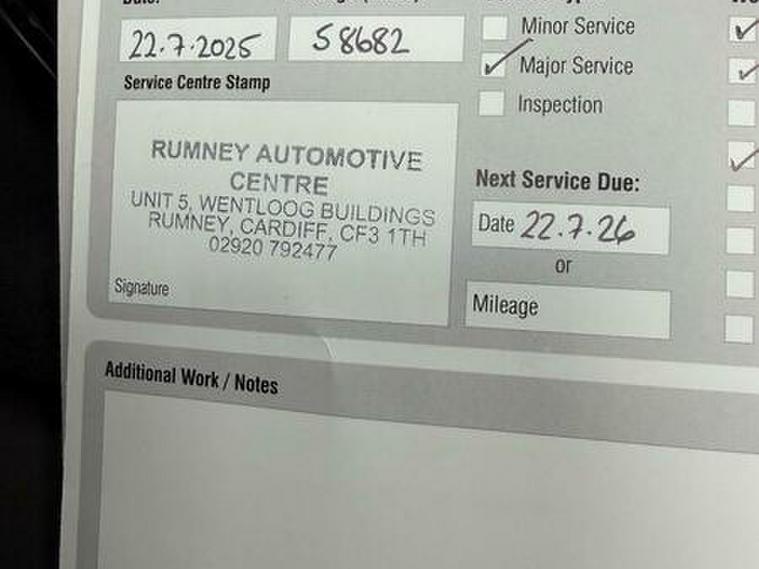 22.7.2025
58682
Minor Service
Major Service
Inspection
Service Centre Stamp
RUMNEY AUTOMOTIVE
CENTRE
UNIT 5, WENTLOOG BUILDINGS
RUMNEY, CARDIFF, CF3 1TH
02920 792477
Signature
Next Service Due:
Date 22.7.26
or
Mileage
Additional Work / Notes